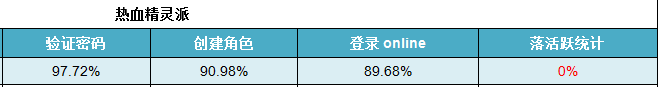 热血精灵派
验证密码 创建角色 登录 online 落活跃统计
97.72% 90.98% 89.68% 0%